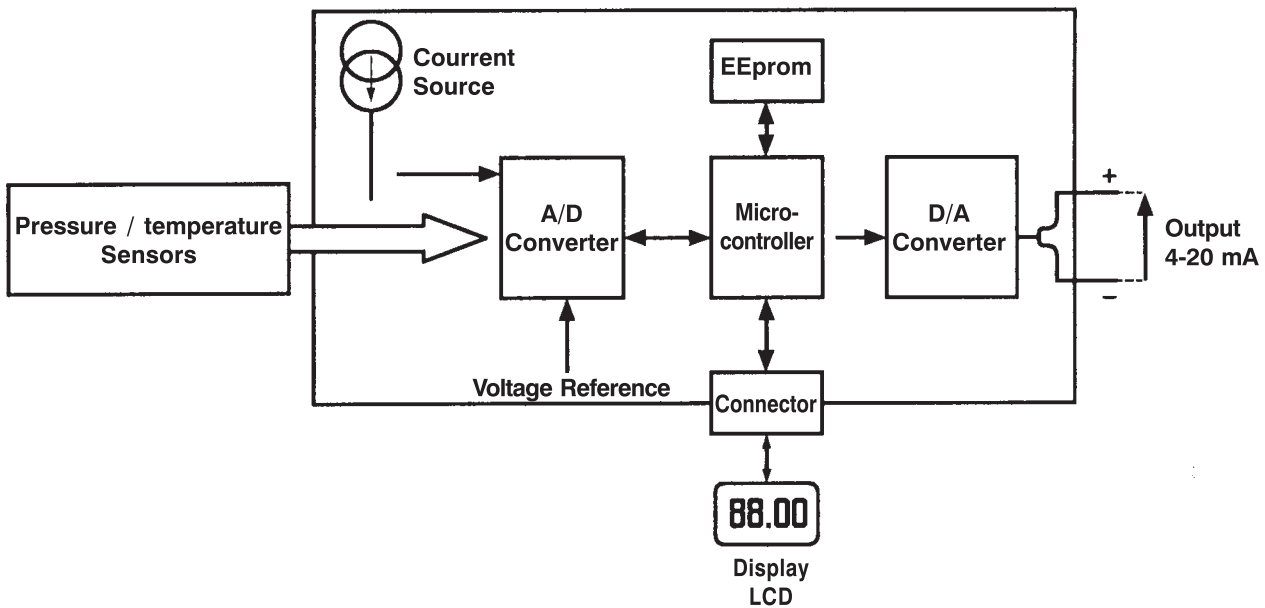 Courrent
Source
EEprom
Pressure / temperature
Sensors
A/D
Converter
Micro-
controller
D/A
Converter
+
Output
4-20 mA
–
Voltage Reference
Connector
88.00
Display
LCD